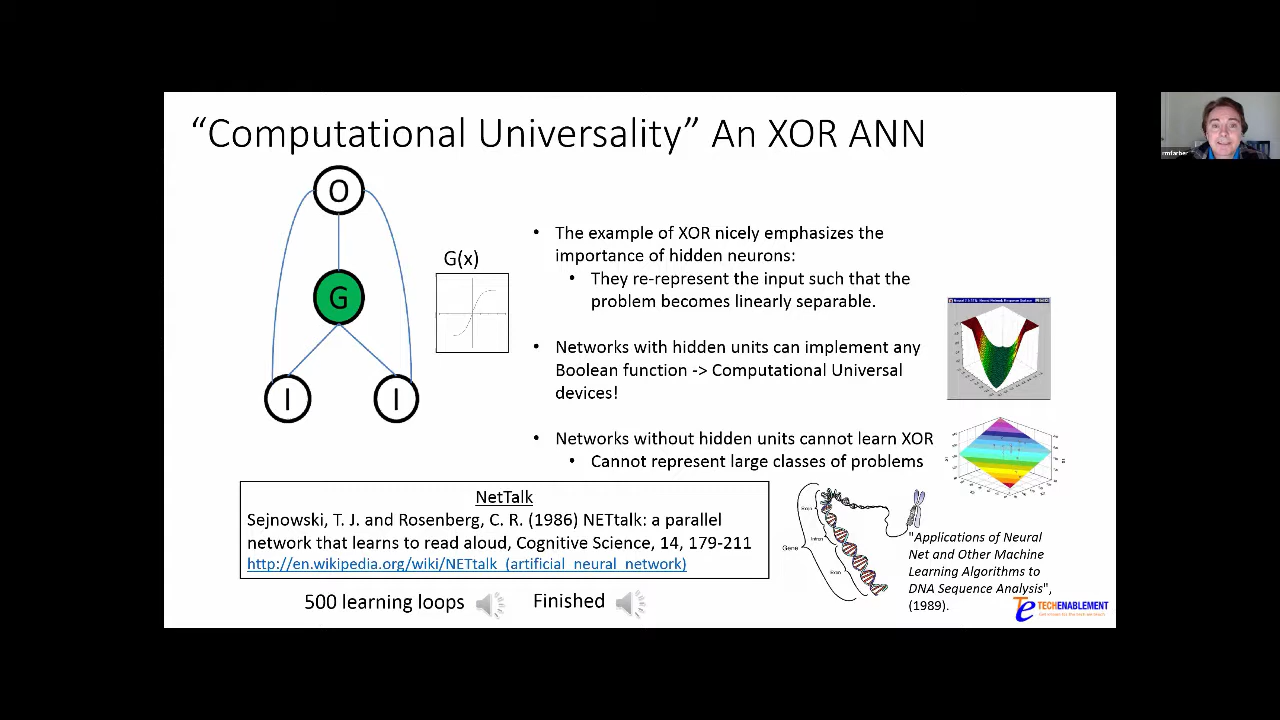 “Computational Universality” An XOR ANN
O
G
I I
G(x)
• The example of XOR nicely emphasizes the
importance of hidden neurons:
• They re-represent the input such that the
problem becomes linearly separable.
• Networks with hidden units can implement any
Boolean function -> Computational Universal
devices!
• Networks without hidden units cannot learn XOR
• Cannot represent large classes of problems
NetTalk
Sejnowski, T. J. and Rosenberg, C. R. (1986) NETtalk: a parallel
network that learns to read aloud, Cognitive Science, 14, 179-211
http://en.wikipedia.org/wiki/NETtalk_(artificial_neural_network)
500 learning loops
Finished
Exon
Intron
Gene
Exon
"Applications of Neural
Net and Other Machine
Learning Algorithms to
DNA Sequence Analysis",
(1989).
TECHENABLEMENT
rmfarber